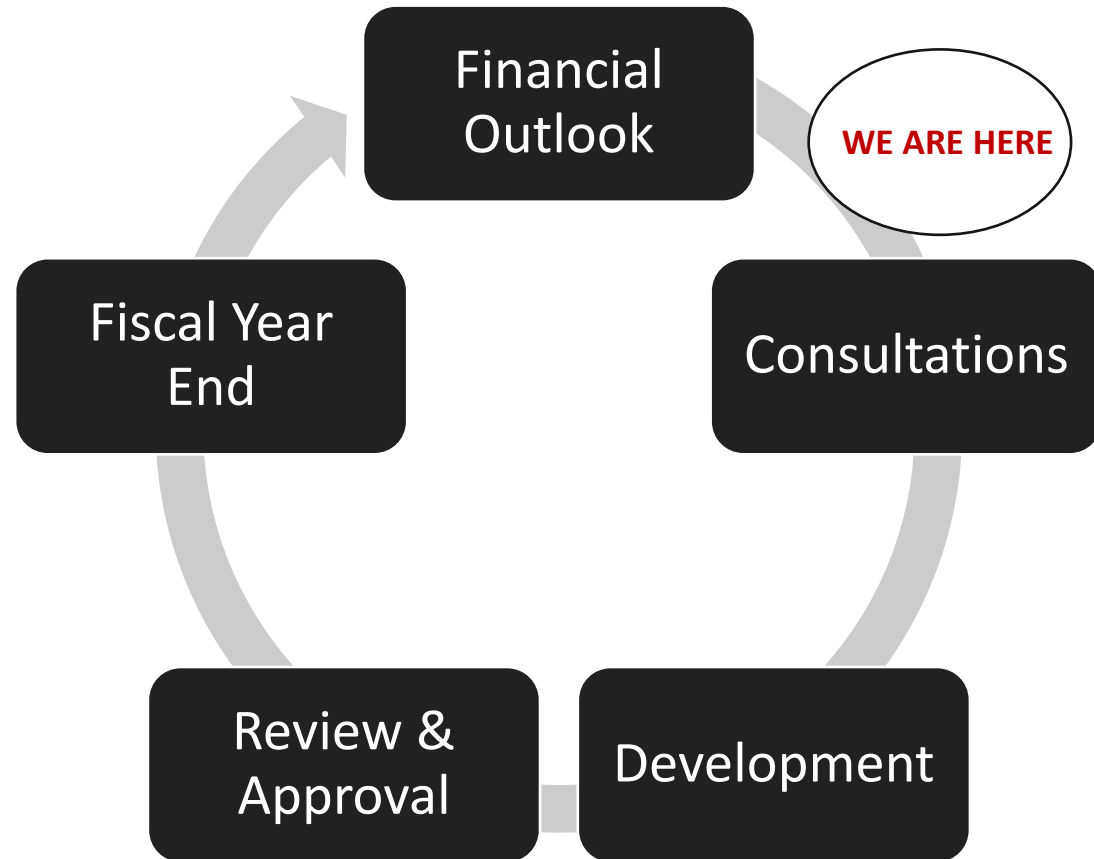 Financial
Outlook
WE ARE HERE
Consultations
Development
Review &
Approval
Fiscal Year
End